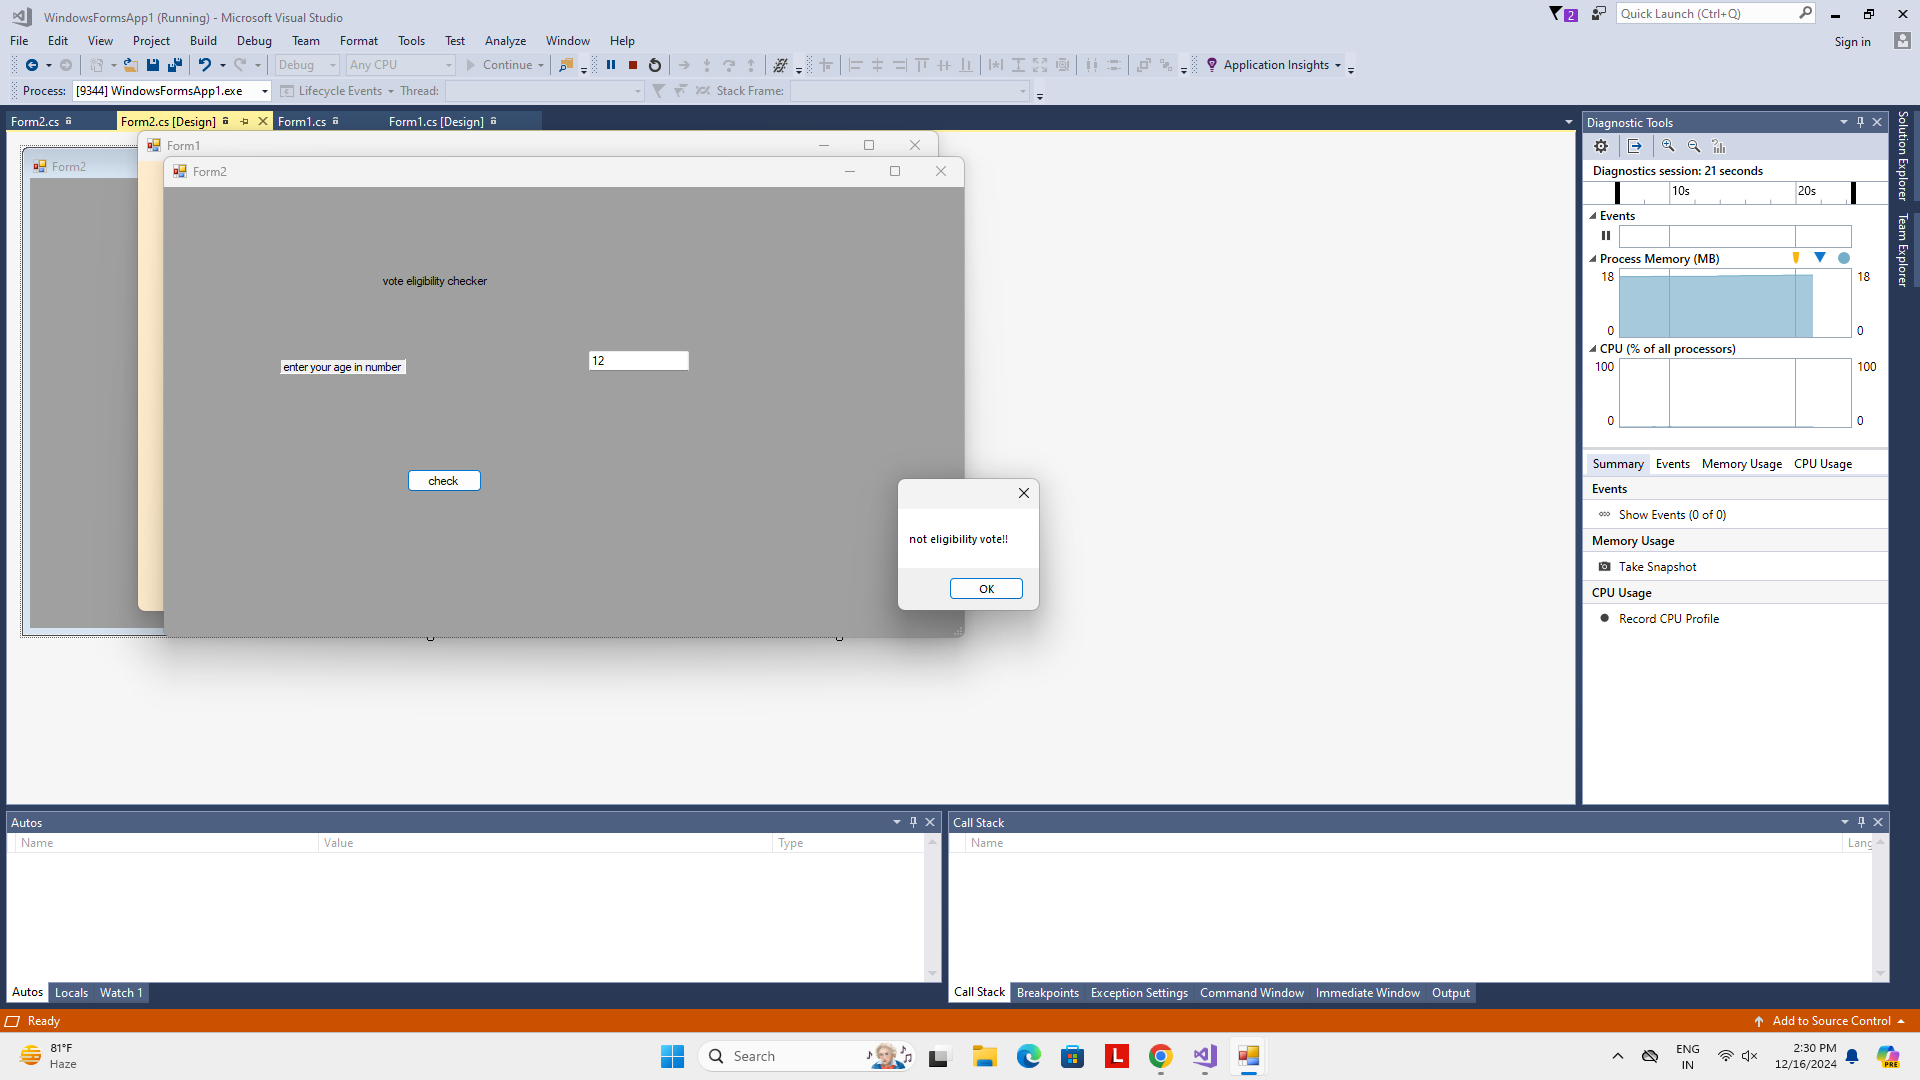 WindowsFormsApp1 (Running) - Microsoft Visual Studio
2
Quick Launch (Ctrl+Q)
File Edit View Project Build Debug Team Format Tools Test Analyze Window Help
Sign in
Debug Any CPU Continue Application Insights
Process: [9344] WindowsFormsApp1.exe Lifecycle Events Thread: Stack Frame:
Form2.cs Form2.cs [Design] Form1.cs Form1.cs [Design]
Form1
Form2
Form2
vote eligibility checker
enter your age in number
12
check
not eligibility vote!!
OK
Diagnostic Tools
Diagnostics session: 21 seconds
10s 20s
Events
Process Memory (MB)
18 18
0 0
CPU (% of all processors)
100 100
0 0
Summary Events Memory Usage CPU Usage
Events
Show Events (0 of 0)
Memory Usage
Take Snapshot
CPU Usage
Record CPU Profile
Solution Explorer
Team Explorer
Autos
Name Value Type
Autos Locals Watch 1
Call Stack
Name Lang
Call Stack Breakpoints Exception Settings Command Window Immediate Window Output
Ready
Add to Source Control
81°F
Haze
Search
L
ENG
IN
2:30 PM
12/16/2024
PRE